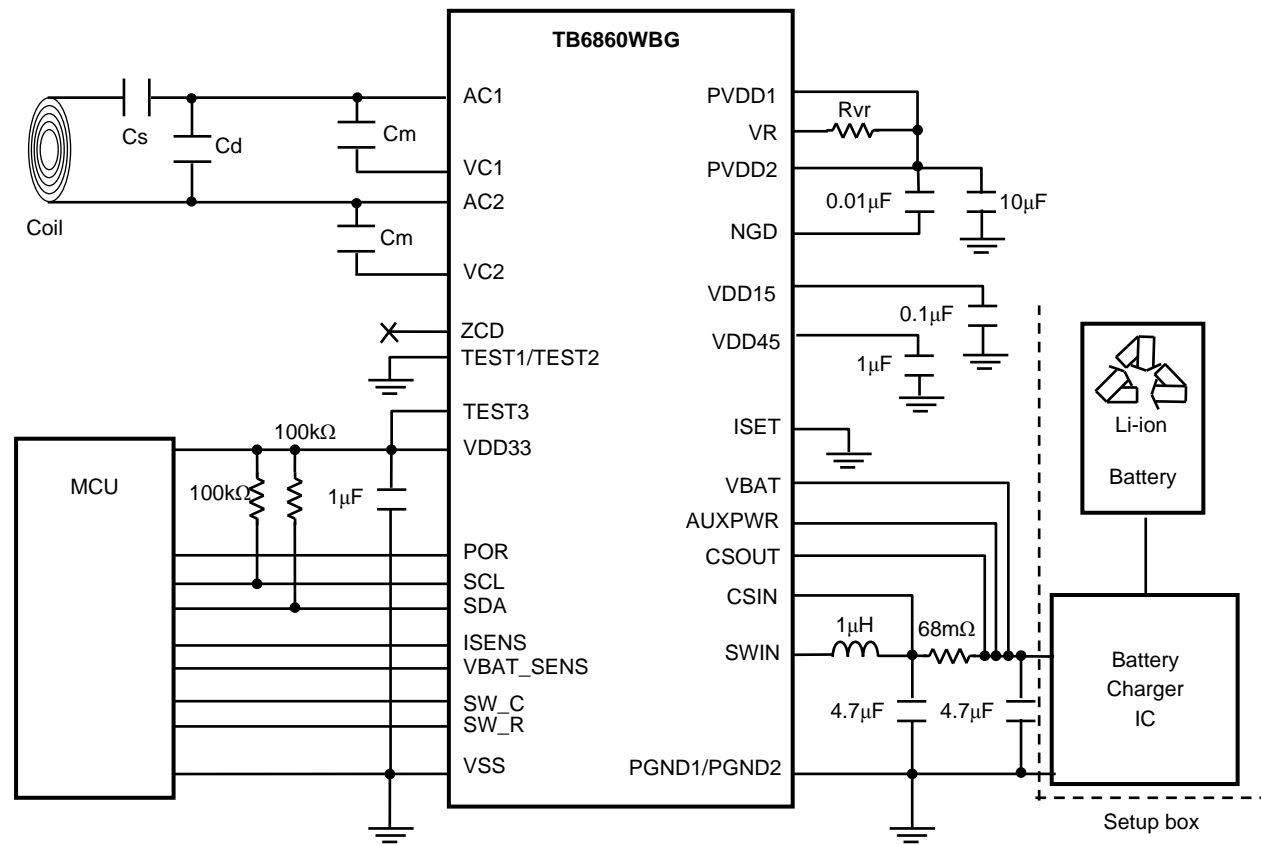 TB6860WBG
AC1
Cs
Cd
Cm
VC1
AC2
Coil
Cm
VC2
ZCD
TEST1/TEST2
TEST3
100kΩ
VDD33
MCU
100kΩ
1μF
POR
SCL
SDA
ISENS
VBAT_SENS
SW_C
SW_R
VSS
PVDD1
Rvr
VR
PVDD2
0.01μF
10μF
NGD
VDD15
0.1μF
VDD45
1μF
ISET
VBAT
AUXPWR
CSOUT
CSIN
1μH
68mΩ
SWIN
4.7μF
4.7μF
PGND1/PGND2
Li-ion
Battery
Battery
Charger
IC
Setup box